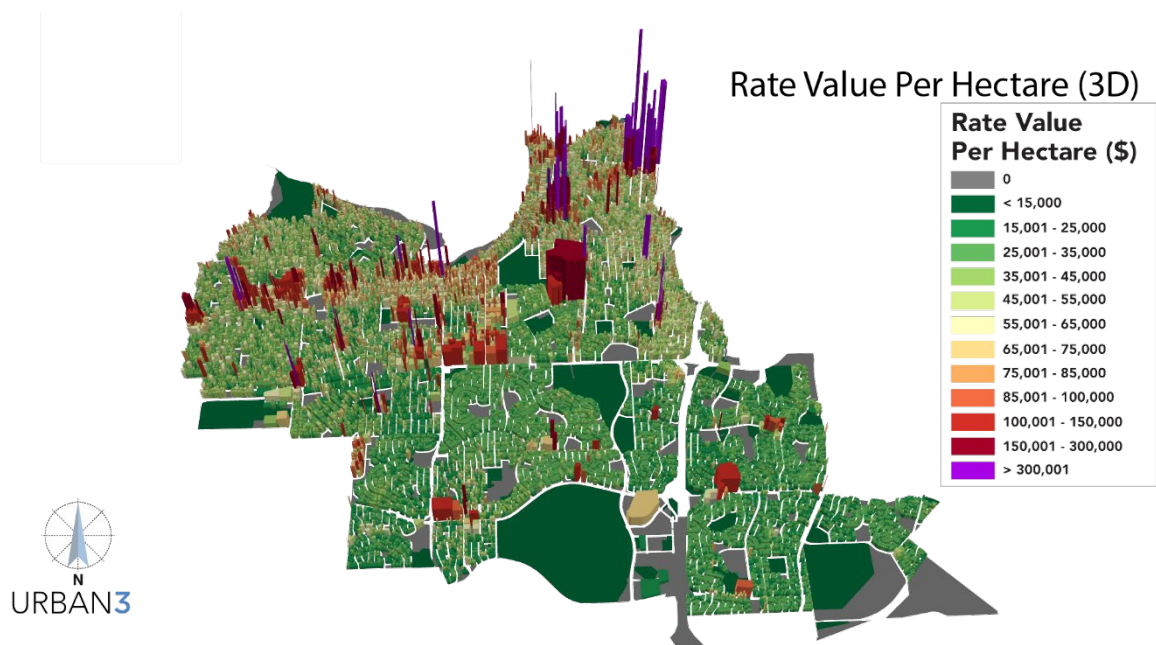 Rate Value Per Hectare (3D)
Rate Value
Per Hectare ($)
0
< 15,000
15,001 - 25,000
25,001 - 35,000
35,001 - 45,000
45,001 - 55,000
55,001 - 65,000
65,001 - 75,000
75,001 - 85,000
85,001 - 100,000
100,001 - 150,000
150,001 - 300,000
> 300,001
N
URBAN3